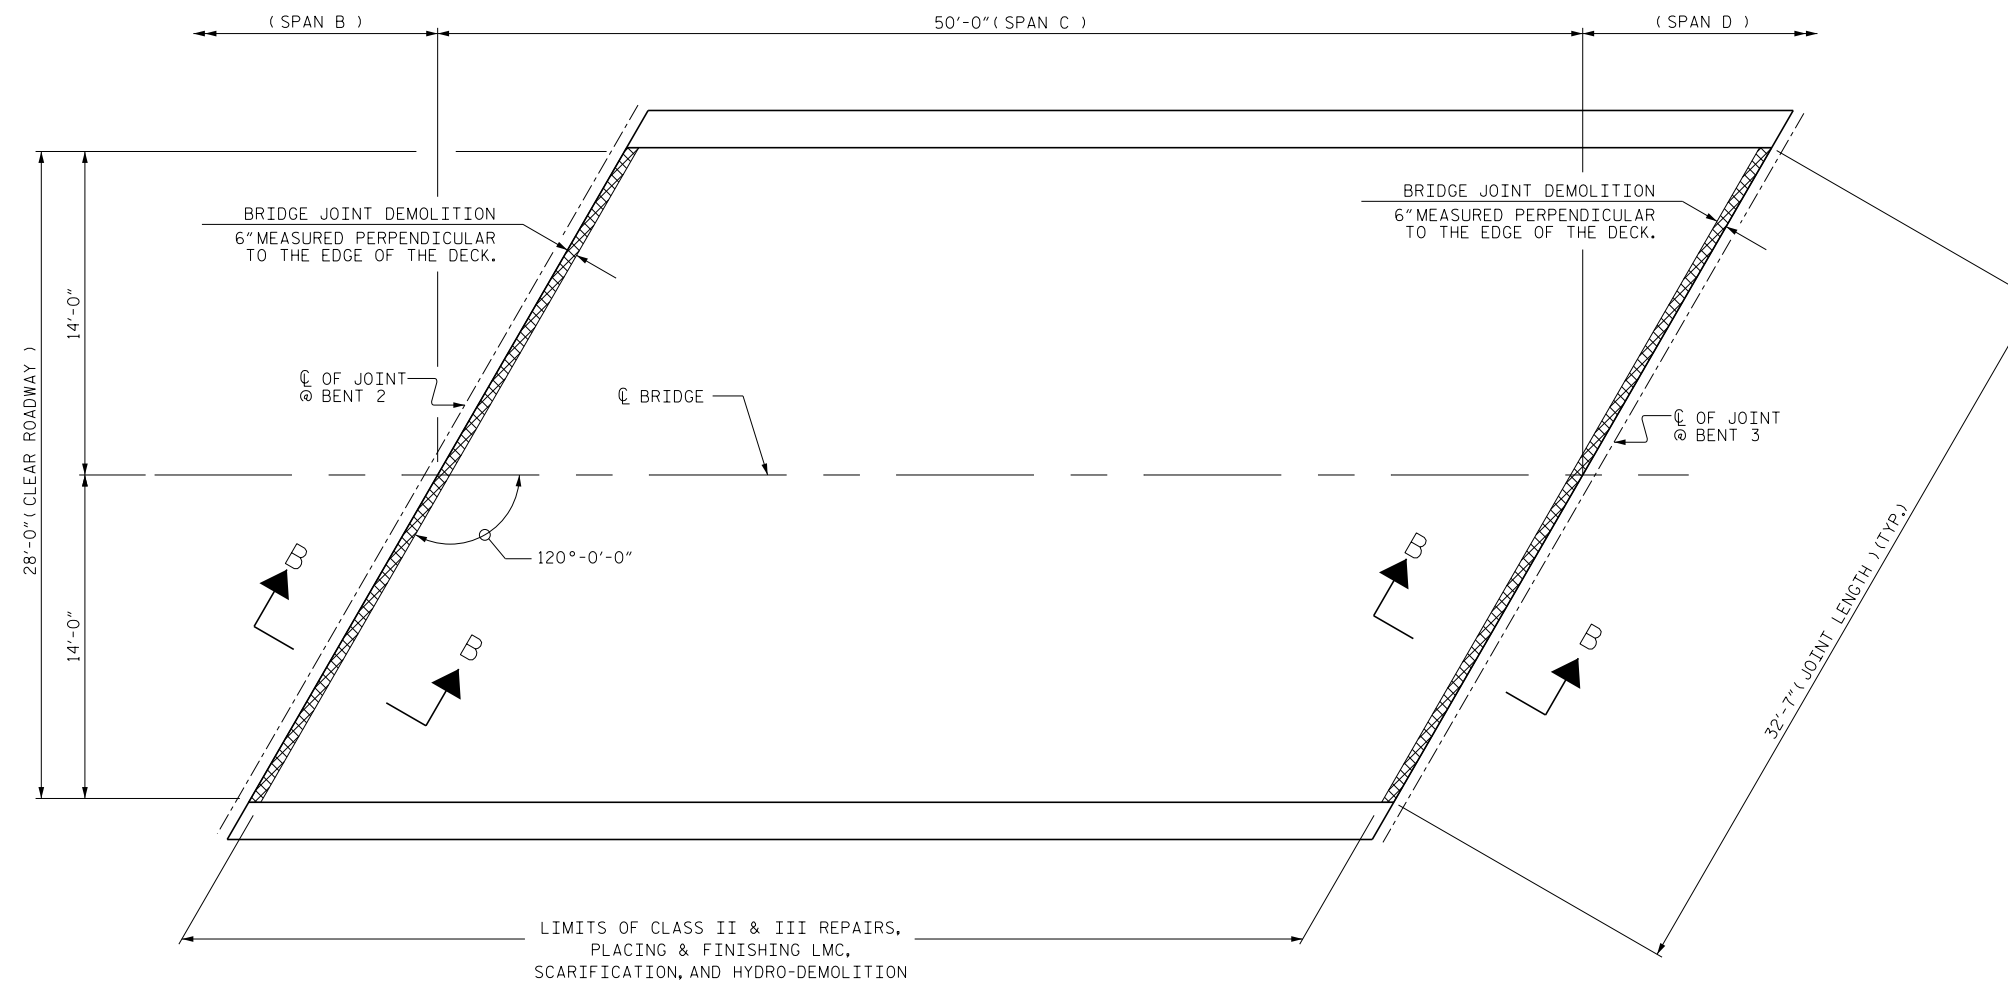 ( SPAN B )
50'-0" ( SPAN C )
( SPAN D )
BRIDGE JOINT DEMOLITION
6" MEASURED PERPENDICULAR
TO THE EDGE OF THE DECK.
BRIDGE JOINT DEMOLITION
6" MEASURED PERPENDICULAR
TO THE EDGE OF THE DECK.
14'-0"
28'-0" ( CLEAR ROADWAY )
℄ OF JOINT
@ BENT 2
℄ BRIDGE
℄ OF JOINT
@ BENT 3
120°-0'-0"
B
B
B
B
14'-0"
32'-7" ( JOINT LENGTH ) (TYP.)
LIMITS OF CLASS II & III REPAIRS,
PLACING & FINISHING LMC,
SCARIFICATION, AND HYDRO-DEMOLITION